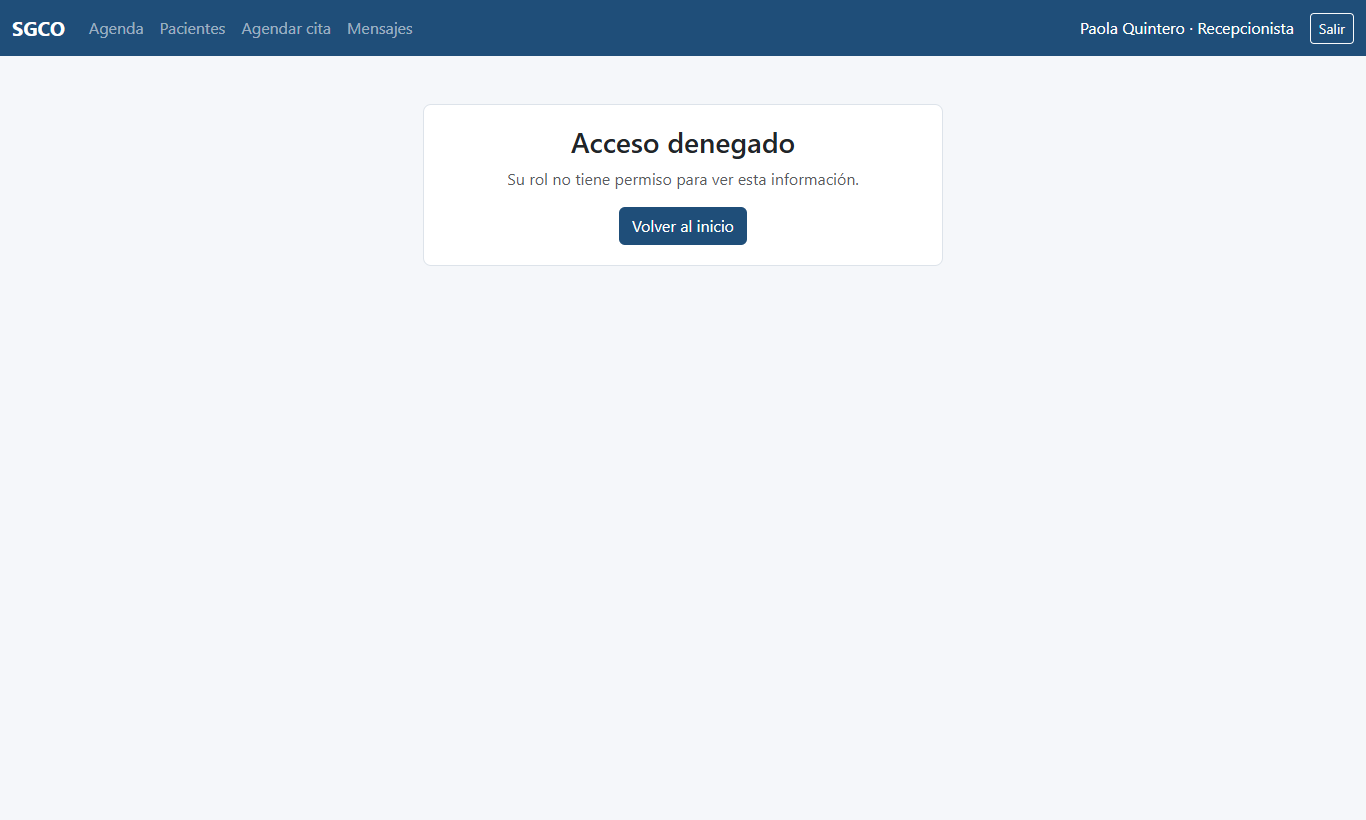 SGCO Agenda Pacientes Agendar cita Mensajes Paola Quintero · Recepcionista Salir
Acceso denegado
Su rol no tiene permiso para ver esta información.
Volver al inicio